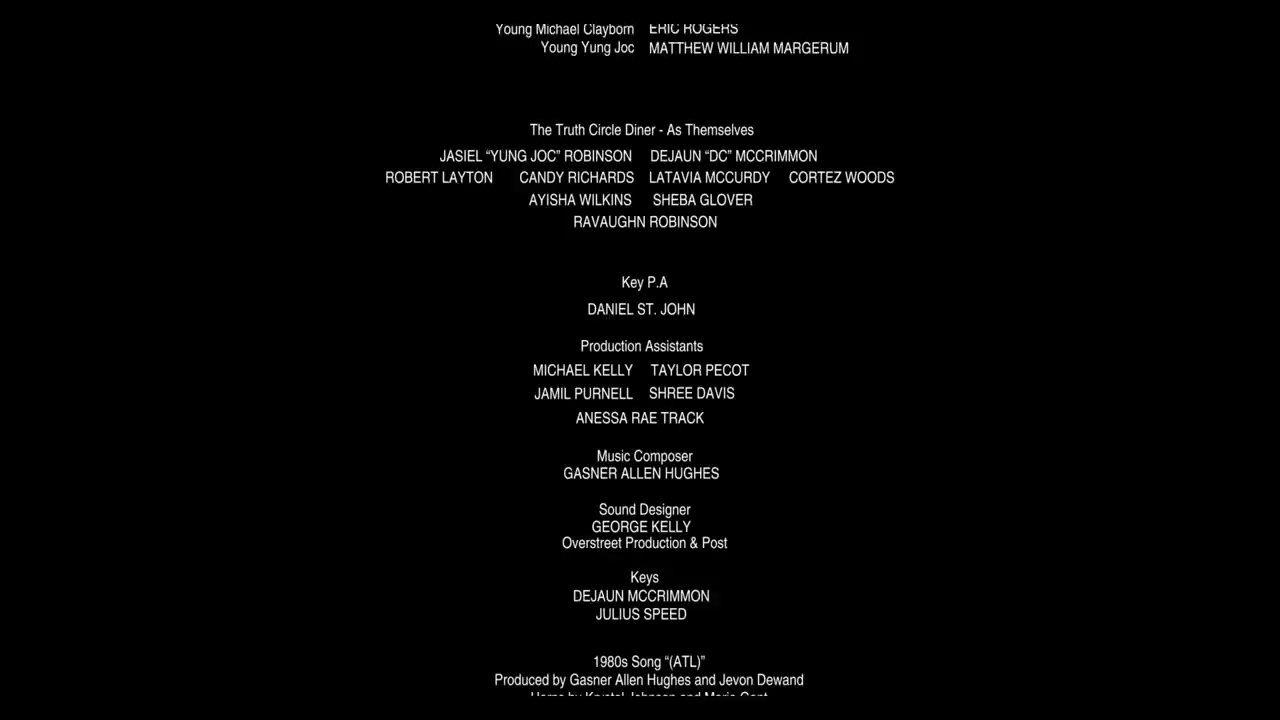 Young Michael Clayborn ERIC ROGERS
Young Yung Joc MATTHEW WILLIAM MARGERUM
The Truth Circle Diner - As Themselves
JASIEL “YUNG JOC” ROBINSON DEJAUN “DC” MCCRIMMON
ROBERT LAYTON CANDY RICHARDS LATAVIA MCCURDY CORTEZ WOODS
AYISHA WILKINS SHEBA GLOVER
RAVAUGHN ROBINSON
Key P.A
DANIEL ST. JOHN
Production Assistants
MICHAEL KELLY TAYLOR PECOT
JAMIL PURNELL SHREE DAVIS
ANESSA RAE TRACK
Music Composer
GASNER ALLEN HUGHES
Sound Designer
GEORGE KELLY
Overstreet Production & Post
Keys
DEJAUN MCCRIMMON
JULIUS SPEED
1980s Song “(ATL)”
Produced by Gasner Allen Hughes and Jevon Dewand